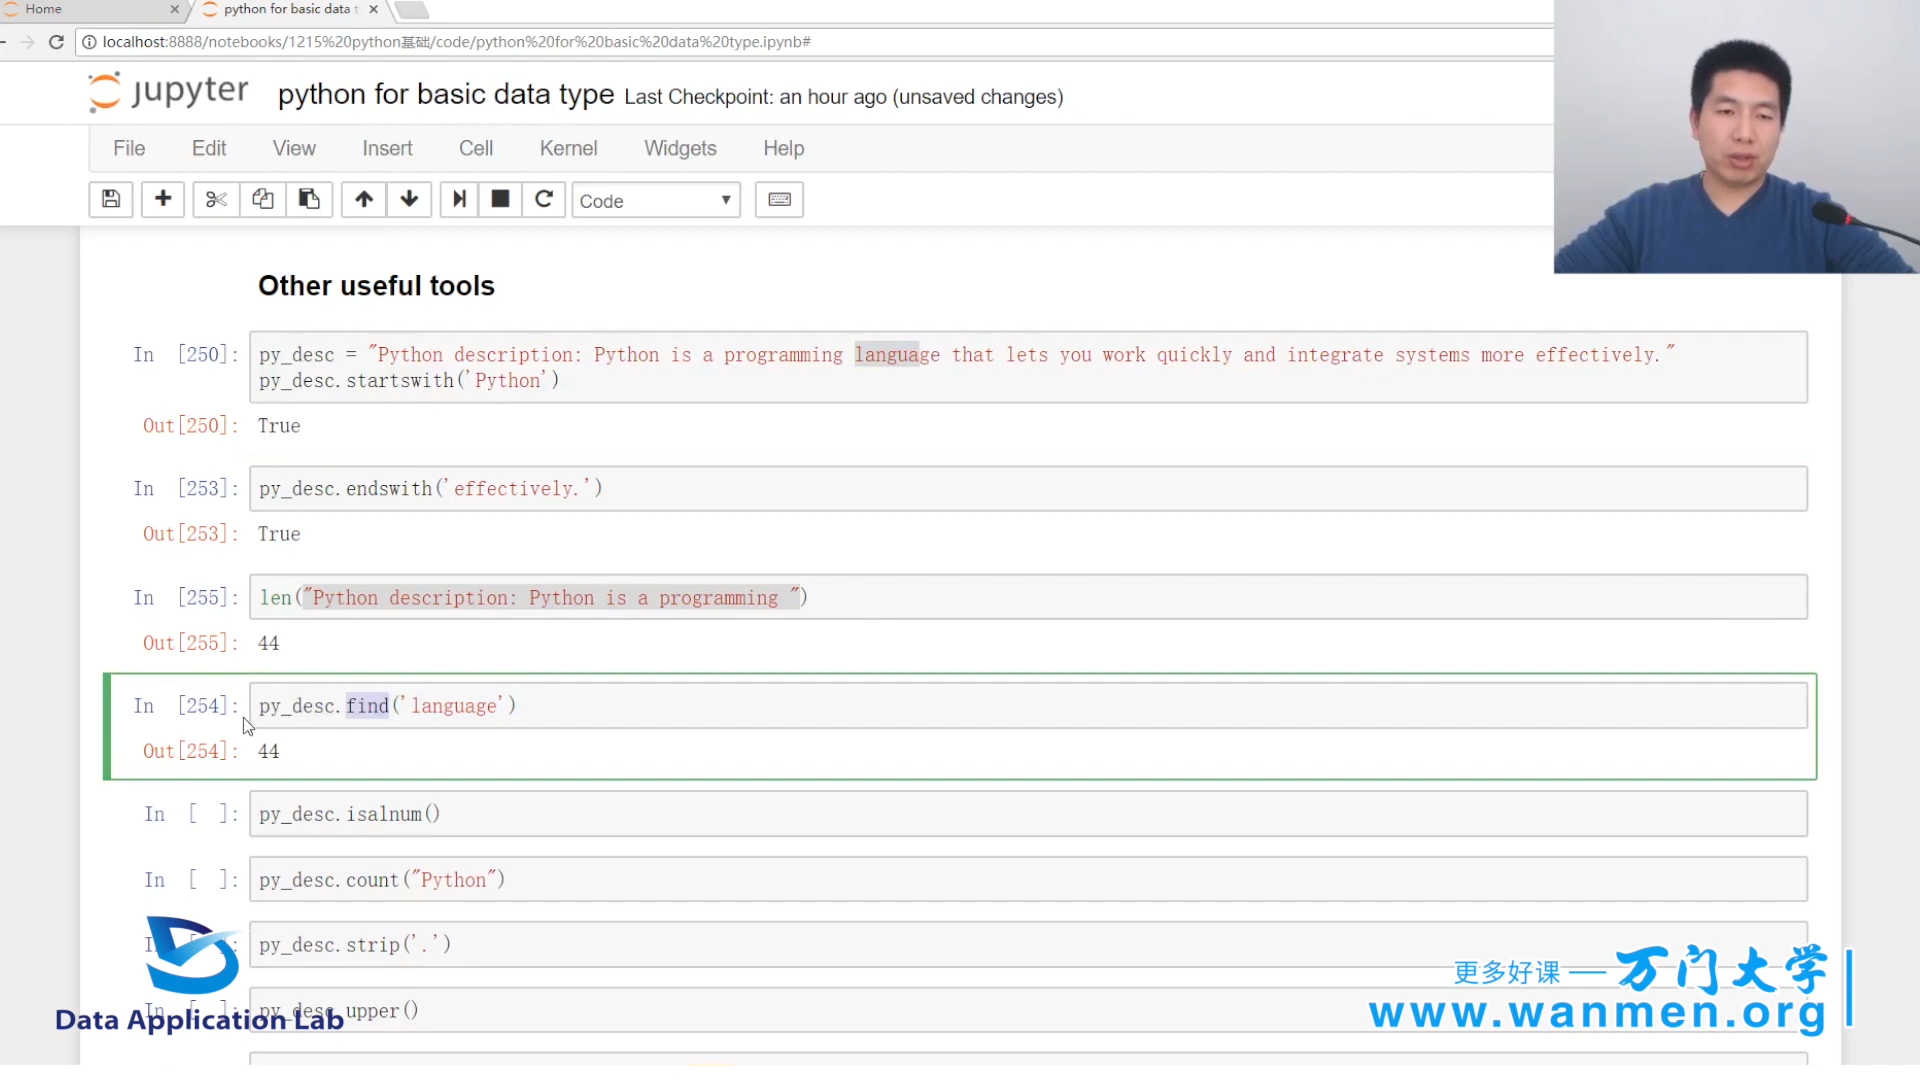 Home
python for basic data t
localhost:8888/notebooks/1215%20python基础/code/python%20for%20basic%20data%20type.ipynb#
jupyter python for basic data type Last Checkpoint: an hour ago (unsaved changes)
File Edit View Insert Cell Kernel Widgets Help
Code
Other useful tools
In [250]: py_desc = "Python description: Python is a programming language that lets you work quickly and integrate systems more effectively."
py_desc.startswith('Python')
Out[250]: True
In [253]: py_desc.endswith('effectively.')
Out[253]: True
In [255]: len("Python description: Python is a programming ")
Out[255]: 44
In [254]: py_desc.find('language')
Out[254]: 44
In [ ]: py_desc.isalnum()
In [ ]: py_desc.count("Python")
py_desc.strip('.')
py_desc.upper()
Data Application Lab
更多好课 — 万门大学
www.wanmen.org